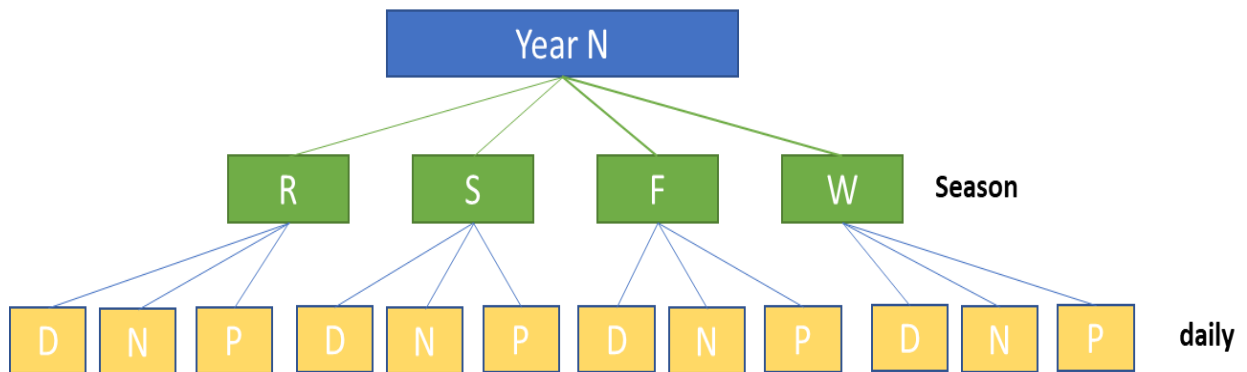 Year N
R S F W Season
D N P D N P D N P D N P daily